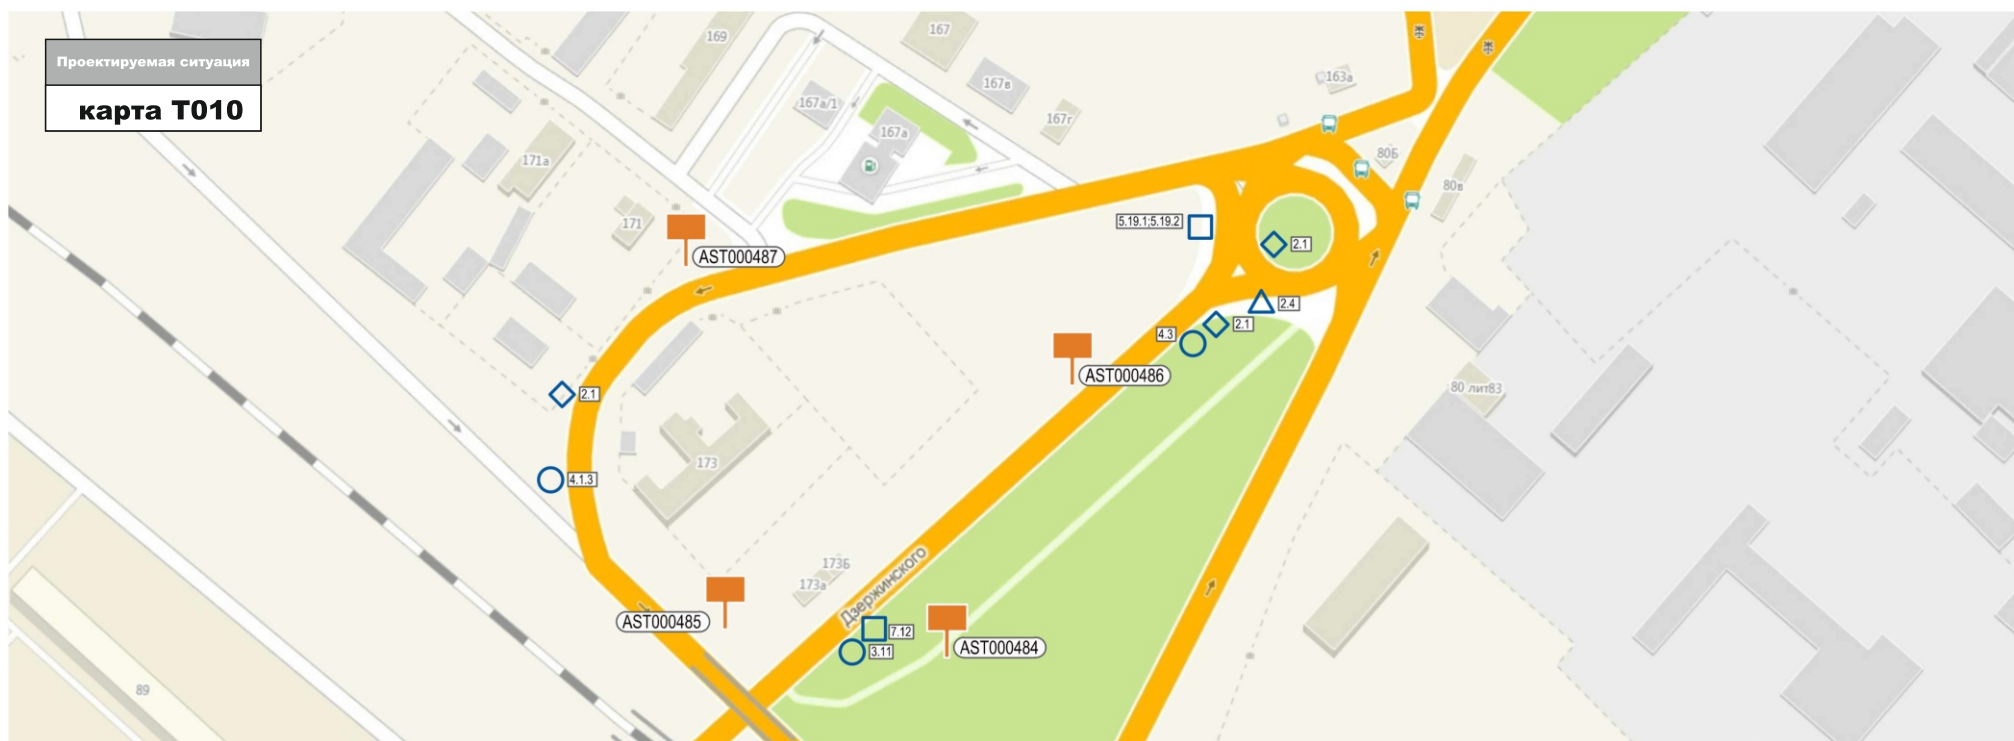 Проектируемая ситуация
карта Т010
169
167
167а/1
167а
167в
167г
163а
171а
171
80Б
80в
5.19.1;5.19.2
2.1
AST000487
2.4
2.1
4.3
AST000486
2.1
80 лит83
4.1.3
173
173Б
173а
Дзержинского
AST000485
7.12
3.11
AST000484
89